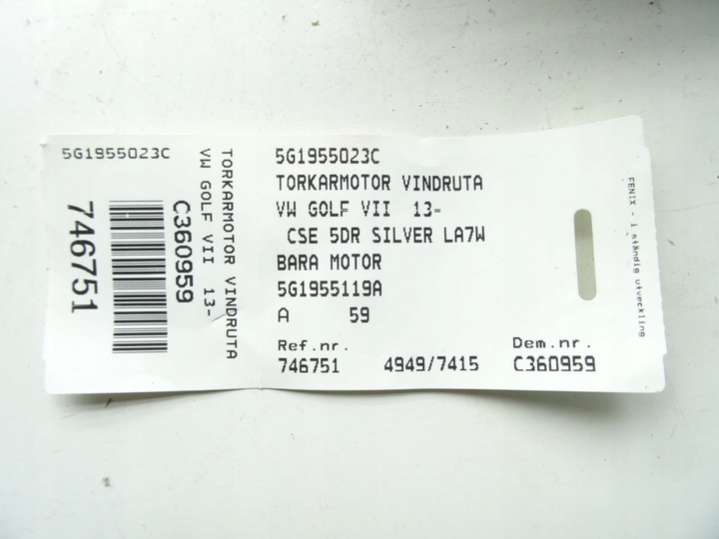 5G1955023C
746751
C360959
VW GOLF VII 13-
TORKARMOTOR VINDRUTA
5G1955023C
TORKARMOTOR VINDRUTA
VW GOLF VII 13-
CSE 5DR SILVER LA7W
BARA MOTOR
5G1955119A
A 59
Ref.nr. Dem.nr.
746751 4949/7415 C360959
FENIX - i ständig utveckling